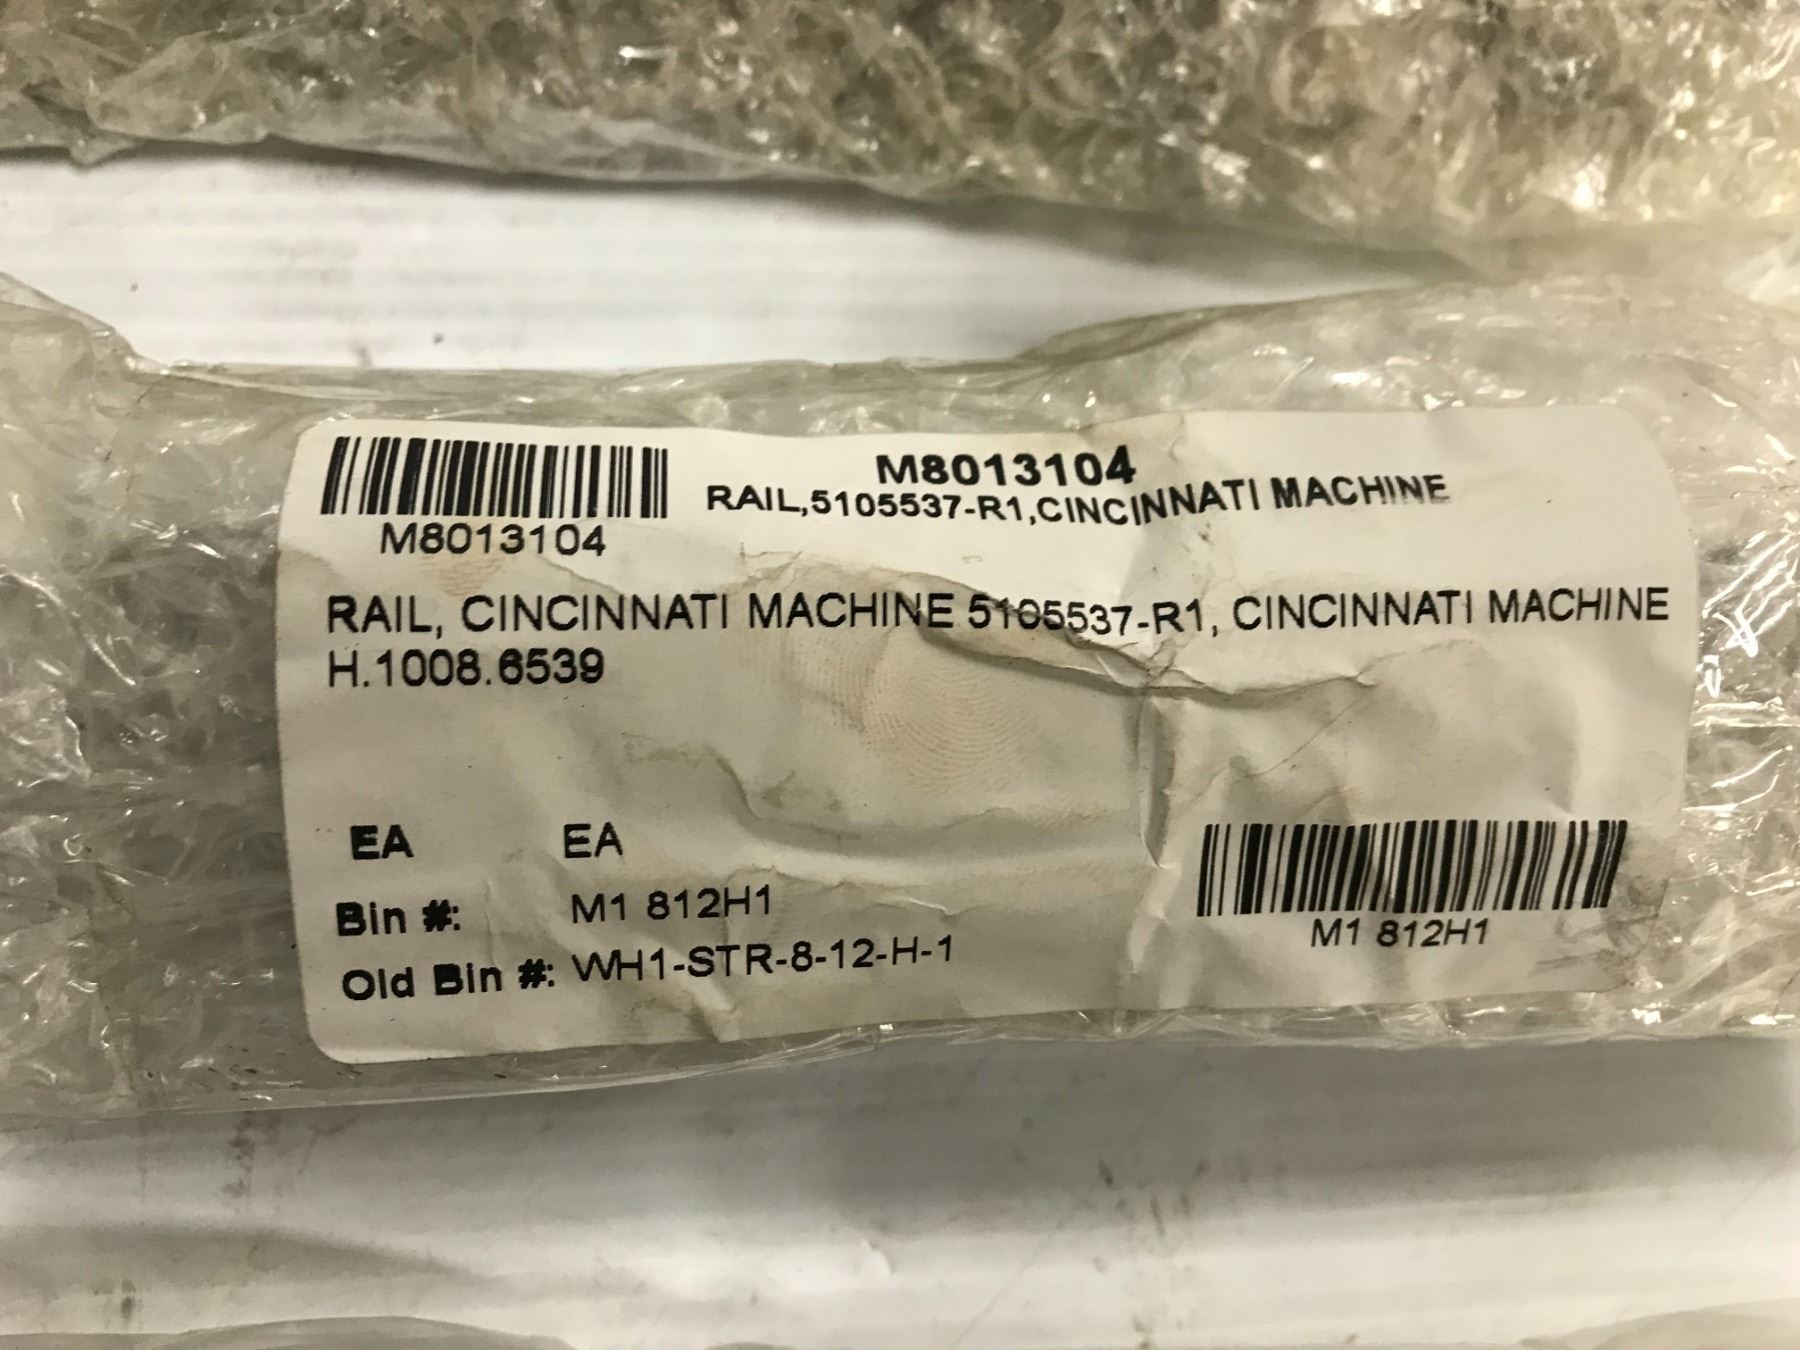 M8013104
RAIL,5105537-R1,CINCINNATI MACHINE
M8013104
RAIL, CINCINNATI MACHINE 5105537-R1, CINCINNATI MACHINE
H.1008.6539
EA EA
Bin #: M1 812H1
Old Bin #: WH1-STR-8-12-H-1
M1 812H1